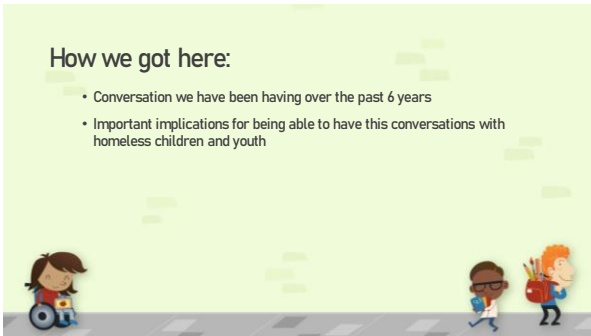 How we got here:
• Conversation we have been having over the past 6 years
• Important implications for being able to have this conversations with
homeless children and youth